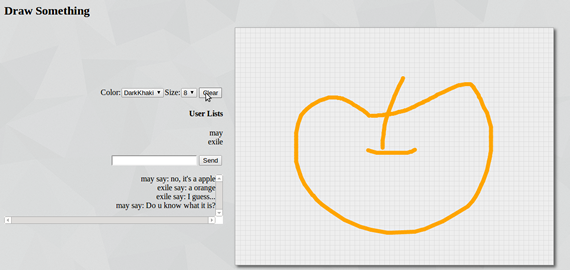 Draw Something
Color: DarkKhaki Size: 8 Clear
User Lists
may
exile
Send
may say: no, it's a apple
exile say: a orange
exile say: I guess...
may say: Do u know what it is?